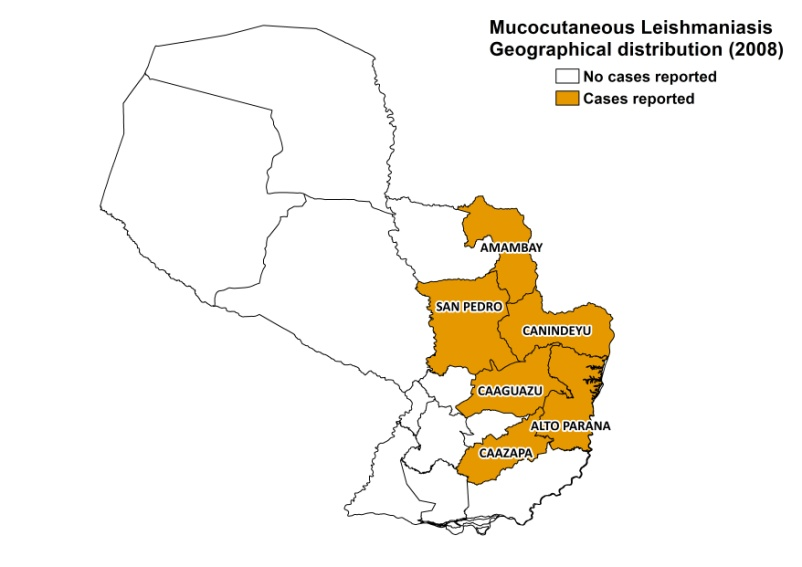 Mucocutaneous Leishmaniasis
Geographical distribution (2008)
No cases reported
Cases reported
AMAMBAY
SAN PEDRO
CANINDEYU
CAAGUAZU
ALTO PARANA
CAAZAPA